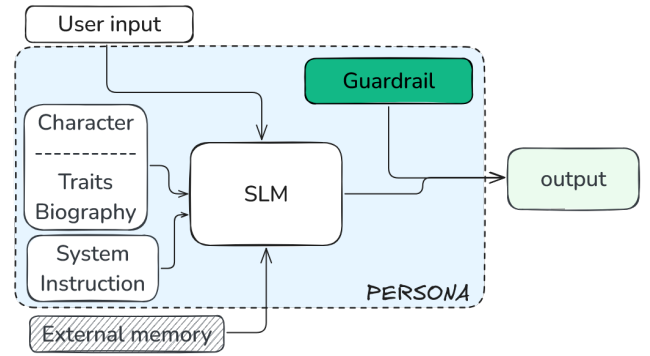 User input
Guardrail
Character
Traits
Biography
SLM
output
System
Instruction
PERSONA
External memory